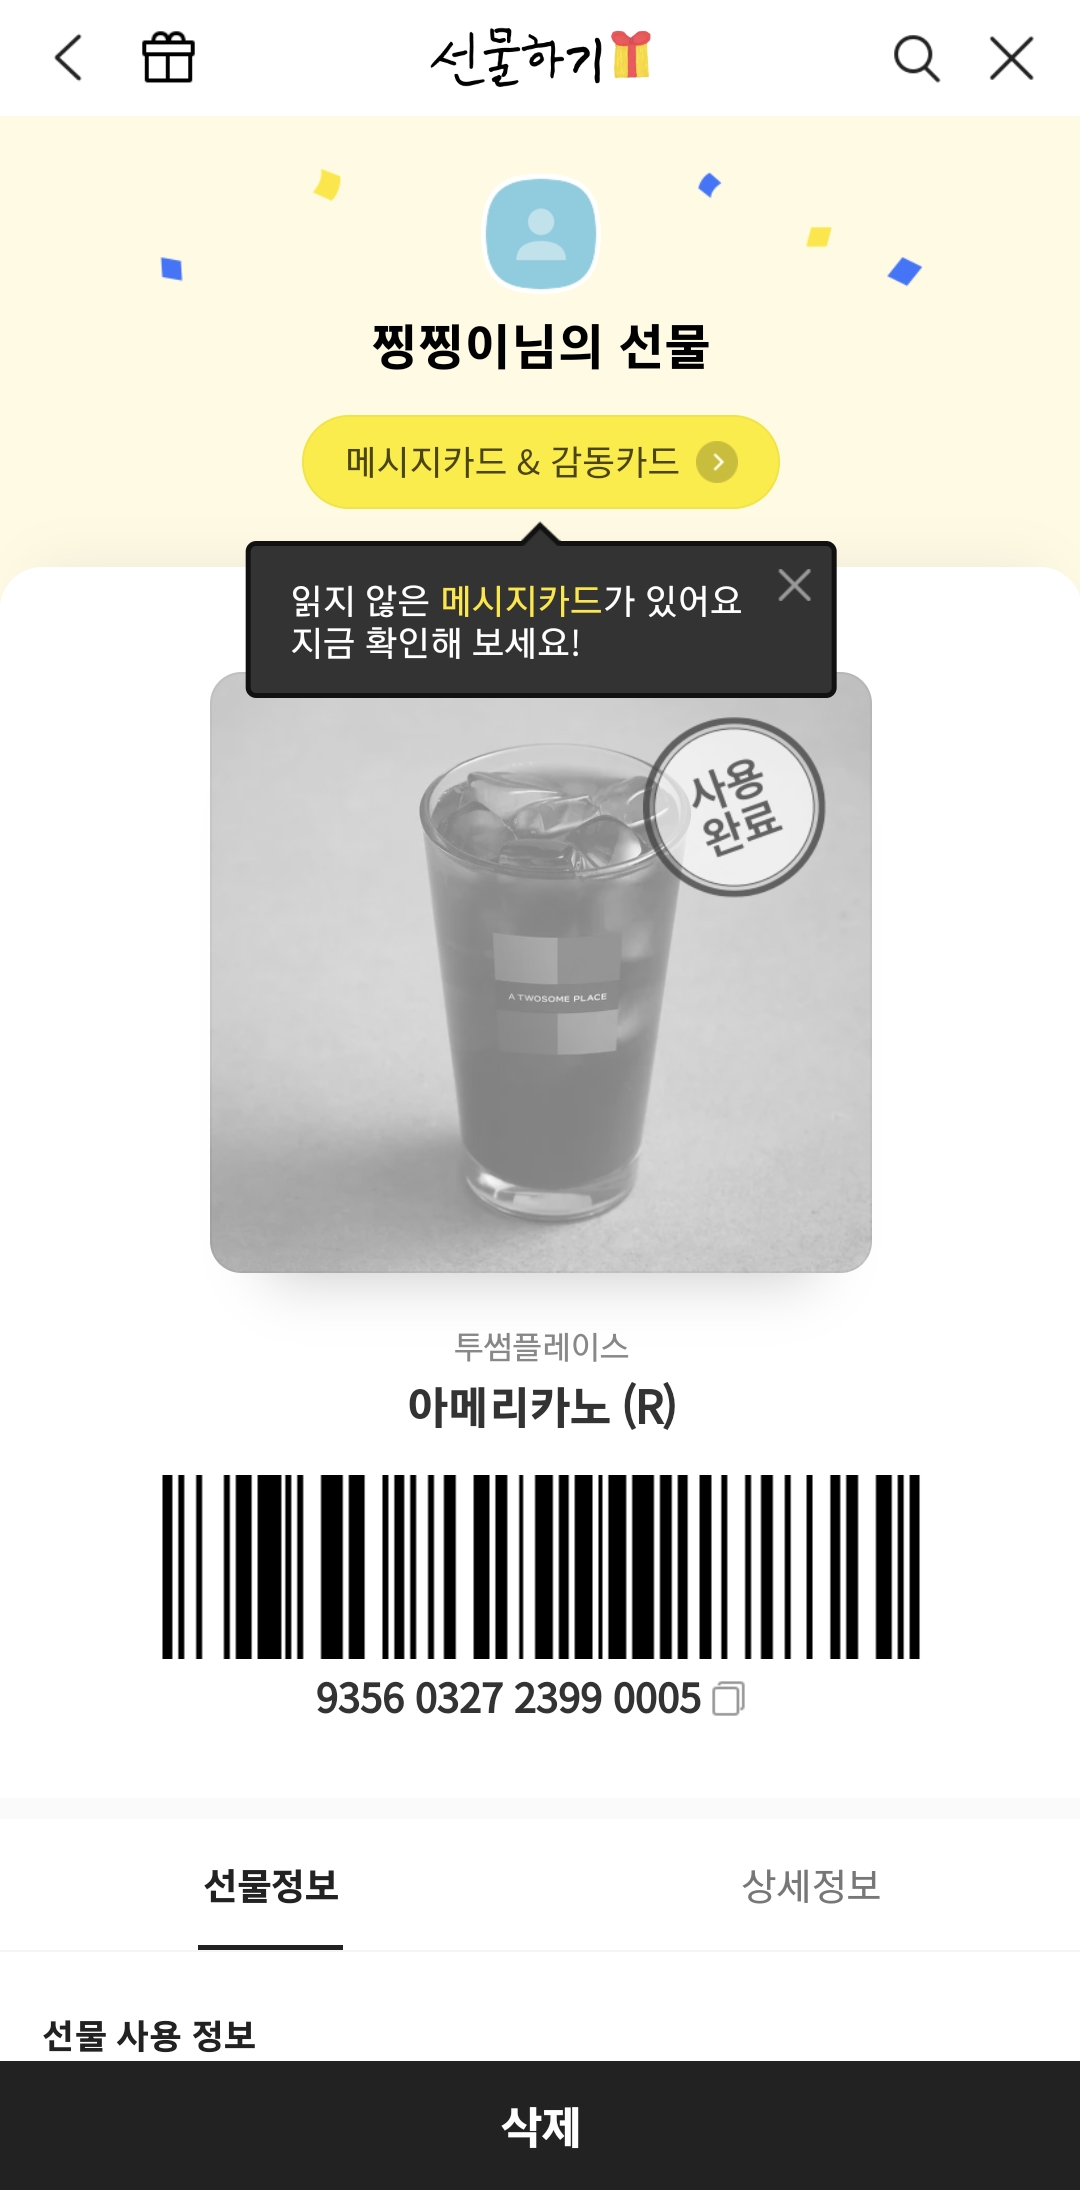 선물하기
찡찡이님의 선물
메시지카드 & 감동카드
읽지 않은 메시지카드가 있어요
지금 확인해 보세요!
사용
완료
A TWOSOME PLACE
투썸플레이스
아메리카노 (R)
9356 0327 2399 0005
선물정보
상세정보
선물 사용 정보
삭제